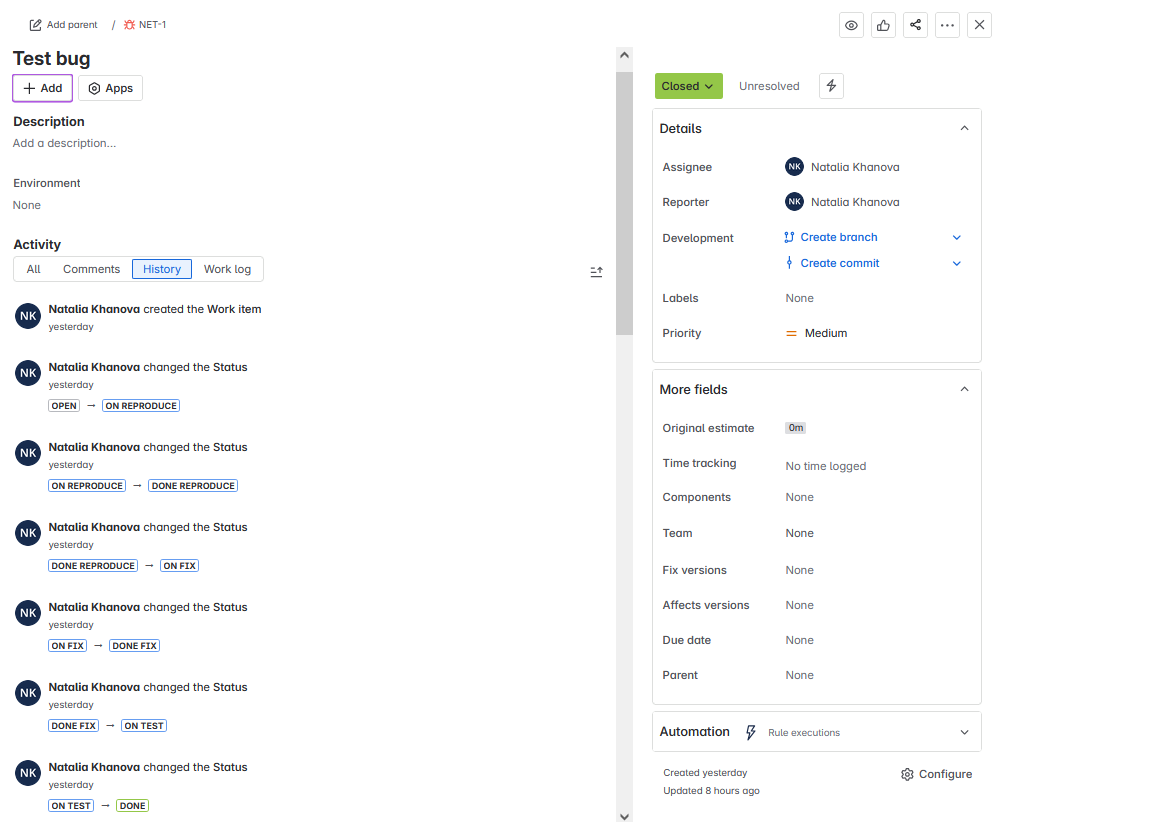 Add parent / NET-1
Test bug
Add Apps
Description
Add a description...
Environment
None
Activity
All Comments History Work log
NK Natalia Khanova created the Work item
yesterday
NK Natalia Khanova changed the Status
yesterday
OPEN → ON REPRODUCE
NK Natalia Khanova changed the Status
yesterday
ON REPRODUCE → DONE REPRODUCE
NK Natalia Khanova changed the Status
yesterday
DONE REPRODUCE → ON FIX
NK Natalia Khanova changed the Status
yesterday
ON FIX → DONE FIX
NK Natalia Khanova changed the Status
yesterday
DONE FIX → ON TEST
NK Natalia Khanova changed the Status
yesterday
ON TEST → DONE
Closed Unresolved
Details
Assignee NK Natalia Khanova
Reporter NK Natalia Khanova
Development Create branch
Create commit
Labels None
Priority Medium
More fields
Original estimate 0m
Time tracking No time logged
Components None
Team None
Fix versions None
Affects versions None
Due date None
Parent None
Automation Rule executions
Created yesterday Configure
Updated 8 hours ago